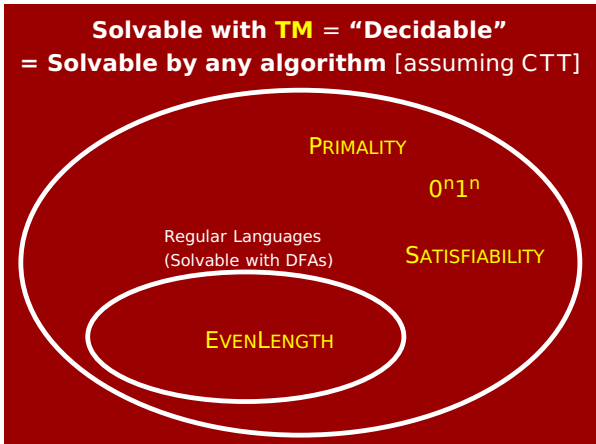 Solvable with TM = “Decidable”
= Solvable by any algorithm [assuming CTT]
PRIMALITY
0ⁿ1ⁿ
Regular Languages
(Solvable with DFAs)
SATISFIABILITY
EVENLENGTH